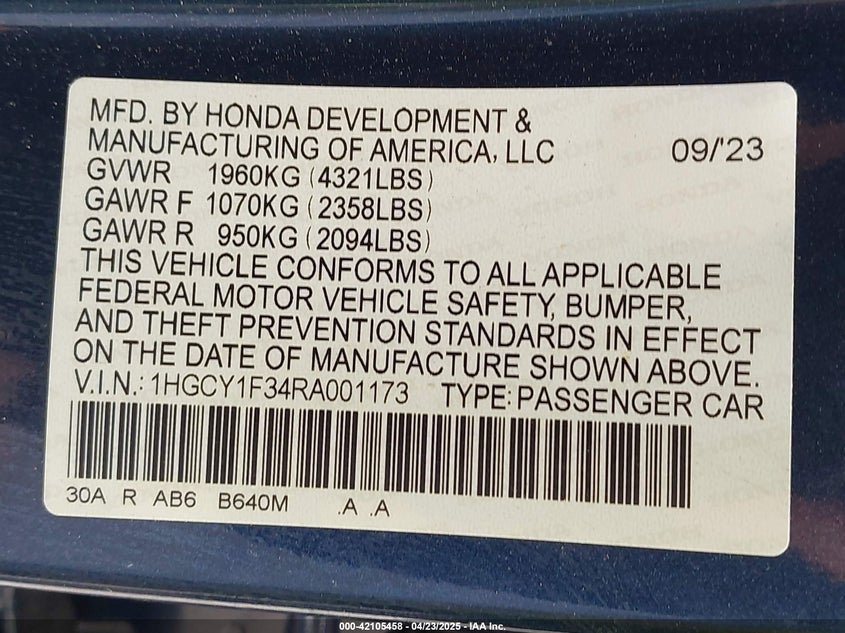 MFD. BY HONDA DEVELOPMENT &
MANUFACTURING OF AMERICA, LLC 09/'23
GVWR 1960KG (4321LBS)
GAWR F 1070KG (2358LBS)
GAWR R 950KG (2094LBS)
THIS VEHICLE CONFORMS TO ALL APPLICABLE
FEDERAL MOTOR VEHICLE SAFETY, BUMPER,
AND THEFT PREVENTION STANDARDS IN EFFECT
ON THE DATE OF MANUFACTURE SHOWN ABOVE.
V.I.N.: 1HGCY1F34RA001173 TYPE: PASSENGER CAR
30A R AB6 B640M .A .A
000-42105458 - 04/23/2025 - IAA Inc.